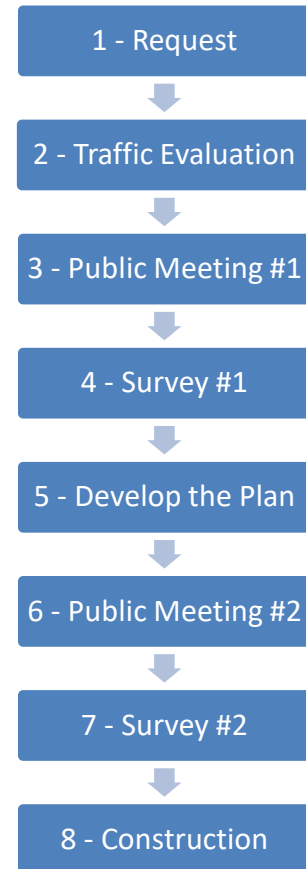 1 - Request
2 - Traffic Evaluation
3 - Public Meeting #1
4 - Survey #1
5 - Develop the Plan
6 - Public Meeting #2
7 - Survey #2
8 - Construction